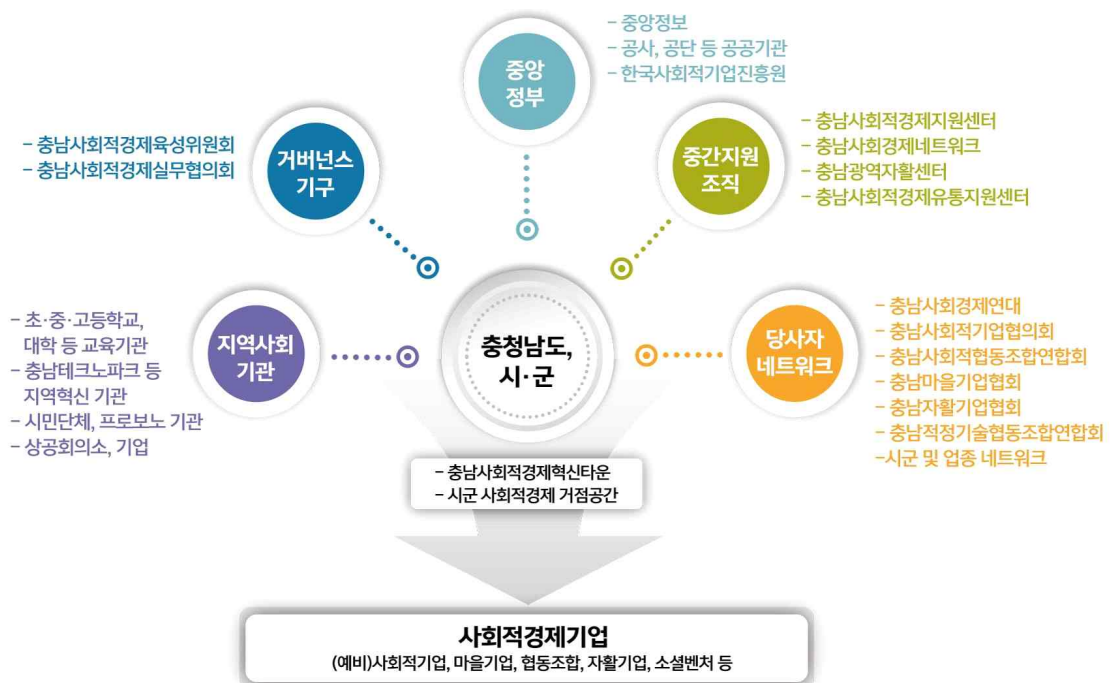 중앙
정부
- 중앙정보
- 공사, 공단 등 공공기관
- 한국사회적기업진흥원
거버넌스
기구
- 충남사회적경제육성위원회
- 충남사회적경제실무협의회
중간지원
조직
- 충남사회적경제지원센터
- 충남사회경제네트워크
- 충남광역자활센터
- 충남사회적경제유통지원센터
지역사회
기관
- 초·중·고등학교,
대학 등 교육기관
- 충남테크노파크 등
지역혁신 기관
- 시민단체, 프로보노 기관
- 상공회의소, 기업
충청남도,
시·군
당사자
네트워크
- 충남사회경제연대
- 충남사회적기업협의회
- 충남사회적협동조합연합회
- 충남마을기업협회
- 충남자활기업협회
- 충남적정기술협동조합연합회
-시군 및 업종 네트워크
- 충남사회적경제혁신타운
- 시군 사회적경제 거점공간
사회적경제기업
(예비)사회적기업, 마을기업, 협동조합, 자활기업, 소셜벤처 등